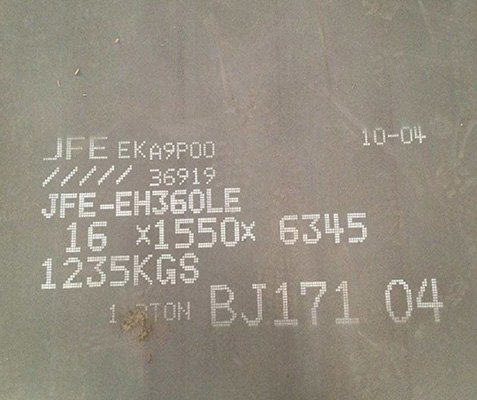 JFE EKA9P00 10-04
///// 36919
JFE-EH360LE
16 x1550x 6345
1235KGS
BJ171 04